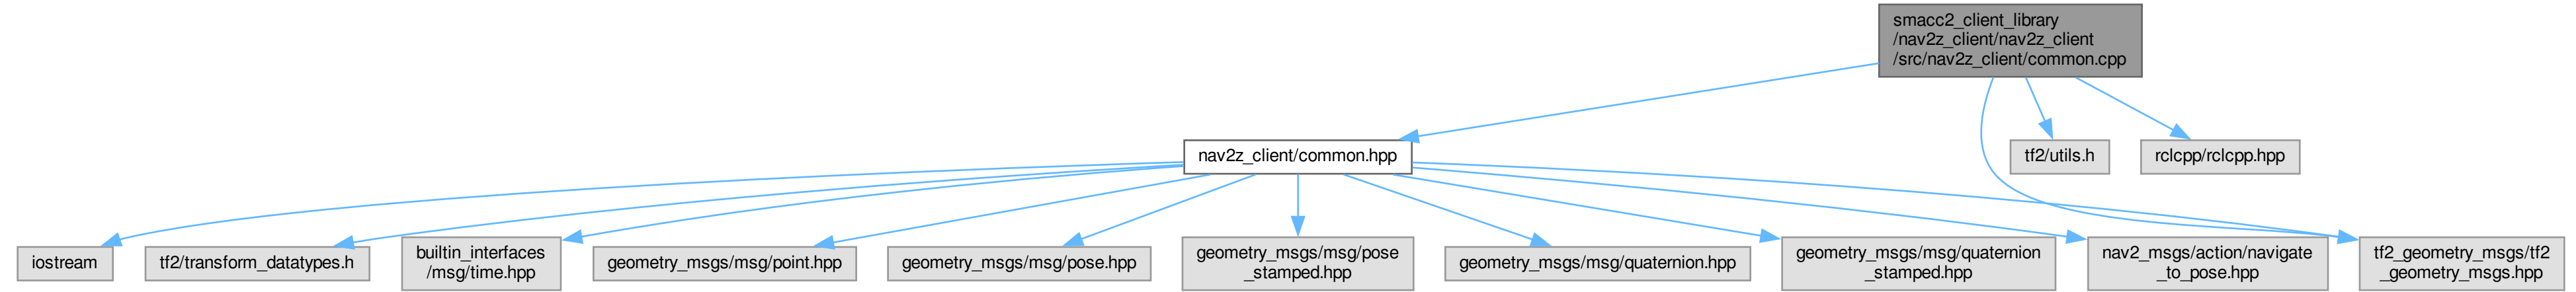 smacc2_client_library
/nav2z_client/nav2z_client
/src/nav2z_client/common.cpp
nav2z_client/common.hpp
tf2/utils.h
rclcpp/rclcpp.hpp
iostream
tf2/transform_datatypes.h
builtin_interfaces
/msg/time.hpp
geometry_msgs/msg/point.hpp
geometry_msgs/msg/pose.hpp
geometry_msgs/msg/pose
_stamped.hpp
geometry_msgs/msg/quaternion.hpp
geometry_msgs/msg/quaternion
_stamped.hpp
nav2_msgs/action/navigate
_to_pose.hpp
tf2_geometry_msgs/tf2
_geometry_msgs.hpp